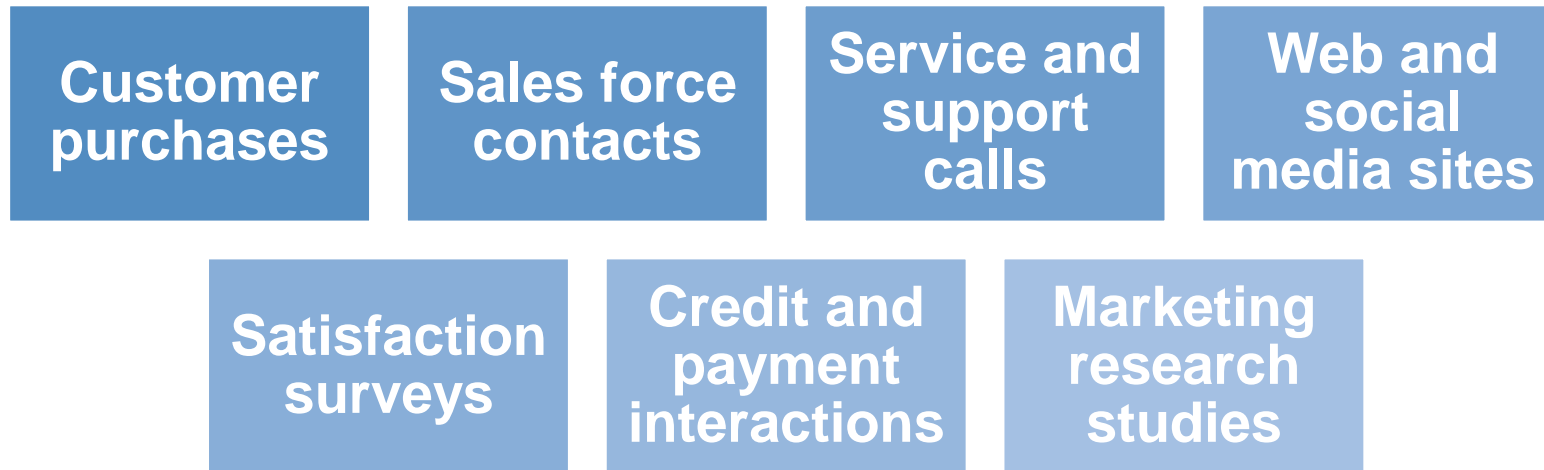 Customer
purchases
Sales force
contacts
Service and
support
calls
Web and
social
media sites
Satisfaction
surveys
Credit and
payment
interactions
Marketing
research
studies